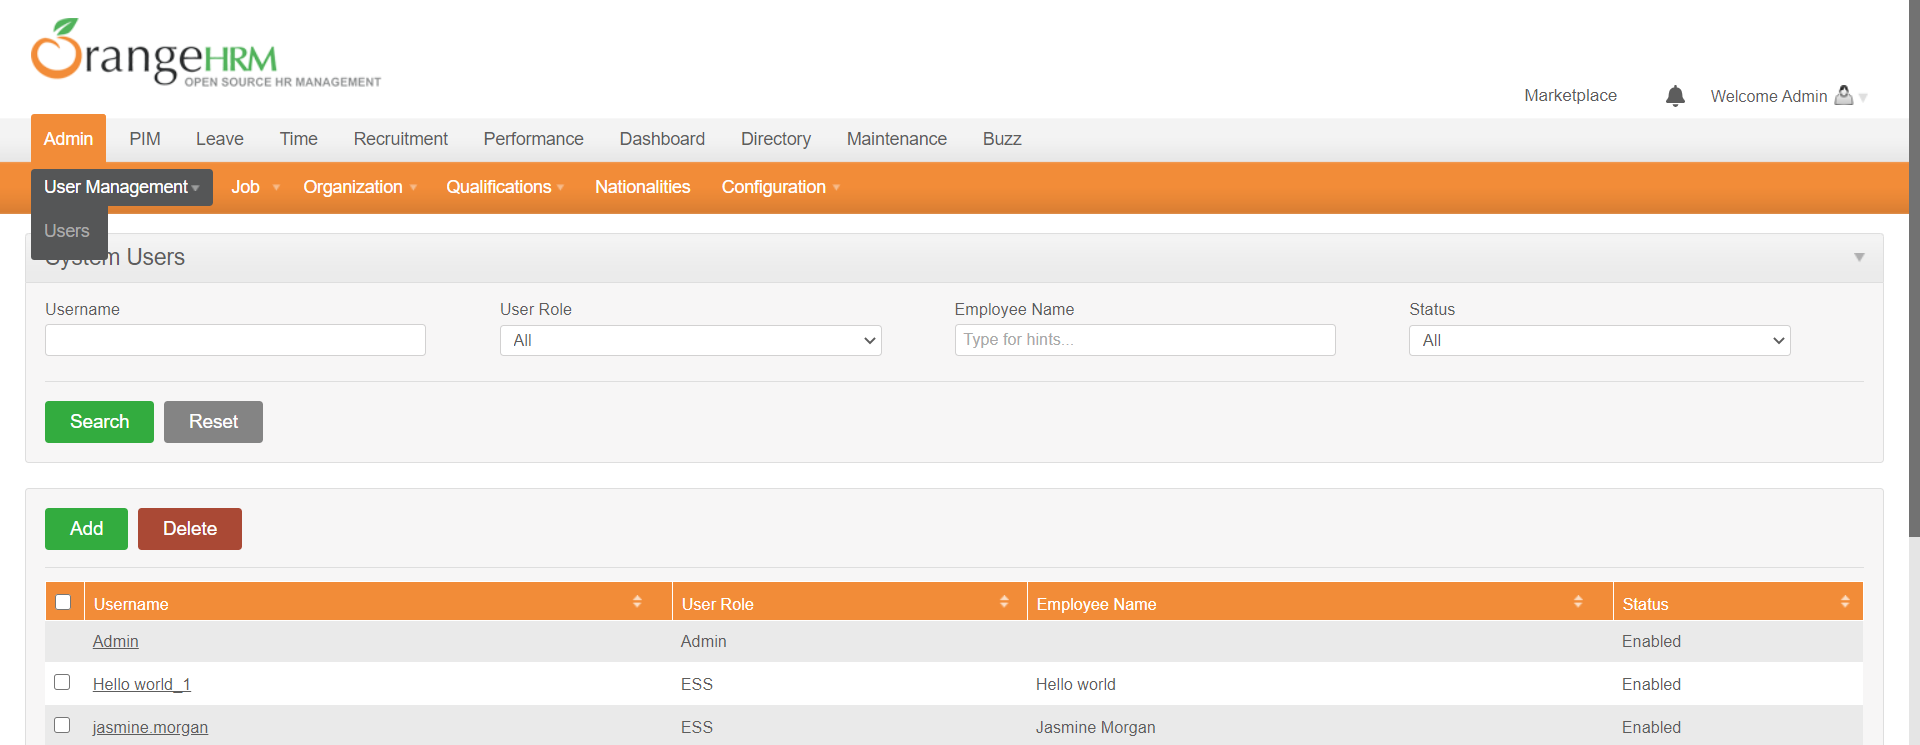 OrangeHRM
OPEN SOURCE HR MANAGEMENT
Marketplace
Welcome Admin
Admin PIM Leave Time Recruitment Performance Dashboard Directory Maintenance Buzz
User Management Job Organization Qualifications Nationalities Configuration
Users
System Users
Username User Role Employee Name Status
All Type for hints... All
Search Reset
Add Delete
Username User Role Employee Name Status
Admin Admin Enabled
Hello world_1 ESS Hello world Enabled
jasmine.morgan ESS Jasmine Morgan Enabled